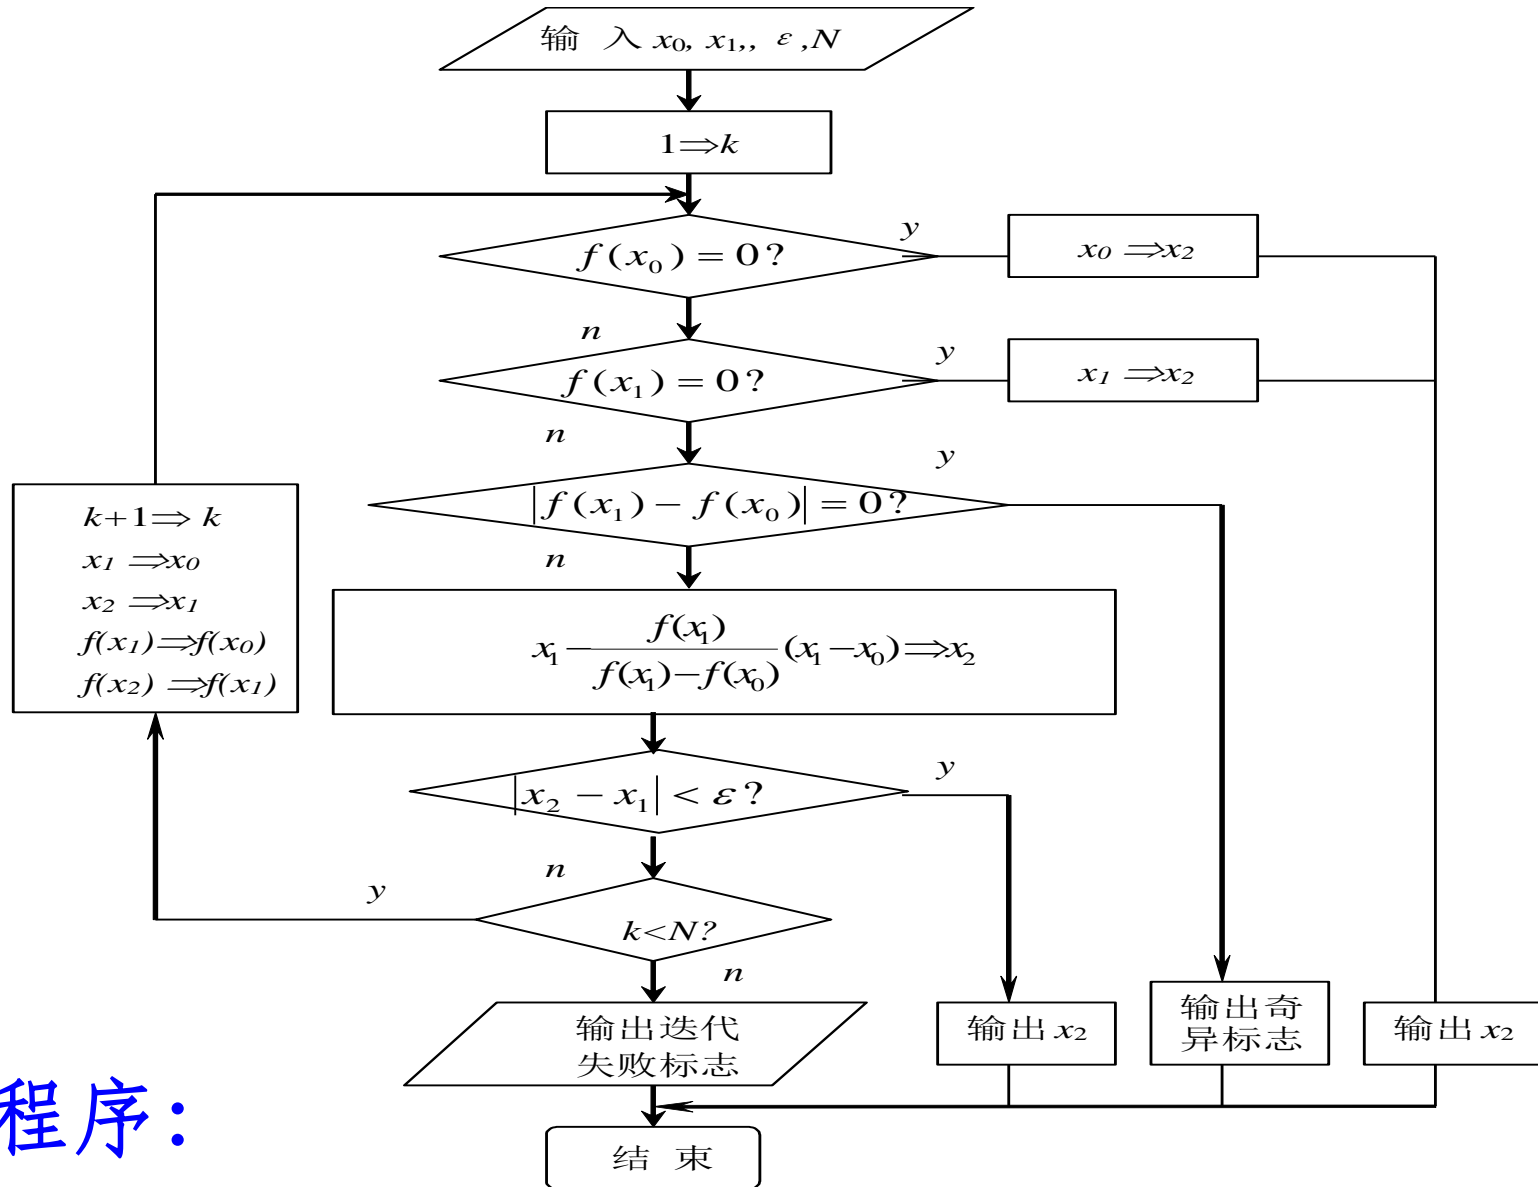 输 入 x₀, x₁,, ε ,N
1⇒k
y
f(x₀)=0?
x₀ ⇒x₂
n
y
f(x₁)=0?
x₁ ⇒x₂
n
y
|f(x₁)−f(x₀)|=0?
n
k+1⇒ k
x₁ ⇒x₀
x₂ ⇒x₁
f(x₁)⇒f(x₀)
f(x₂) ⇒f(x₁)
x₁−f(x₁)/(f(x₁)−f(x₀))(x₁−x₀)⇒x₂
y
|x₂−x₁|<ε?
n
y
k<N?
n
输出迭代
失败标志
输出 x₂
输出奇
异标志
输出 x₂
程序:
结 束